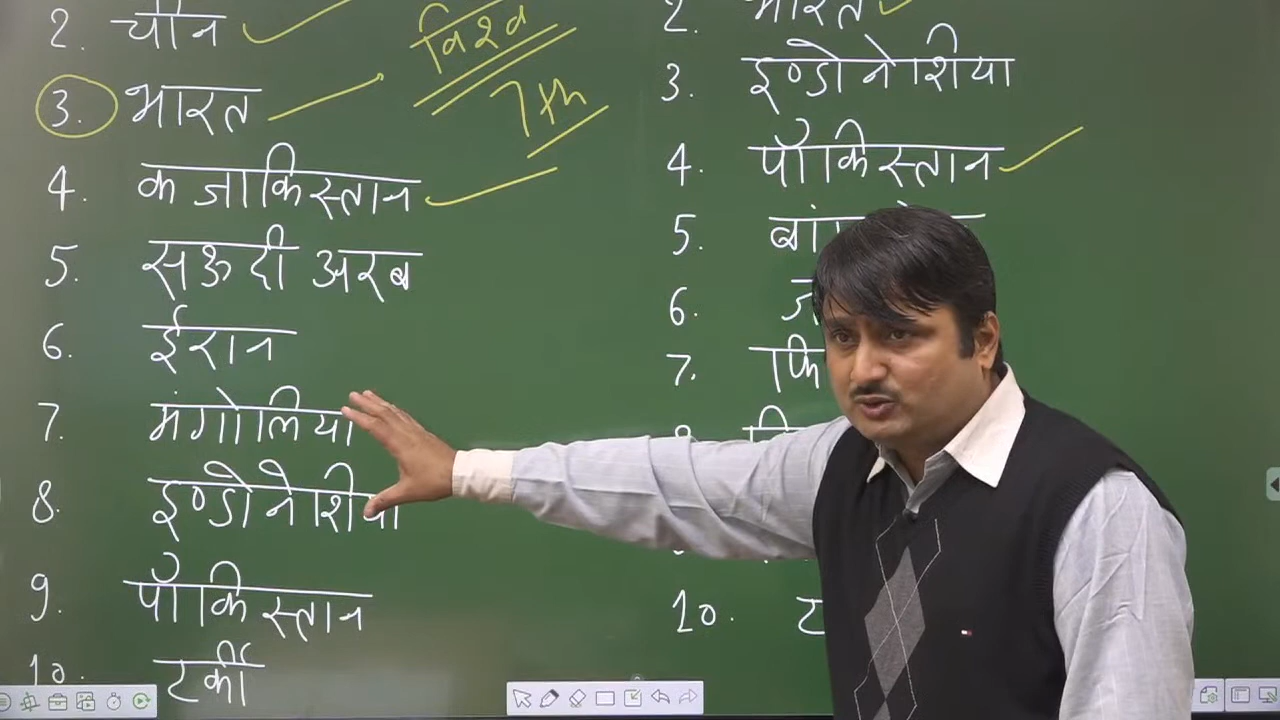 2. चीन
3. भारत
4. कजाकिस्तान
5. सऊदी अरब
6. ईरान
7. मंगोलिया
8. इण्डोनेशिया
9. पॉकिस्तान
10. टर्की
विश्व
7th
2. भारत
3. इण्डोनेशिया
4. पॉकिस्तान
5.
6.
7.
10.